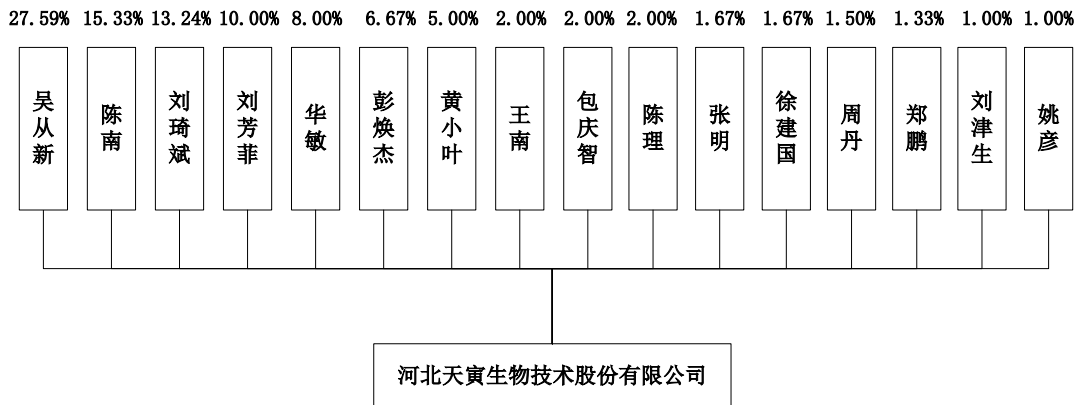 27.59% 15.33% 13.24% 10.00% 8.00% 6.67% 5.00% 2.00% 2.00% 2.00% 1.67% 1.67% 1.50% 1.33% 1.00% 1.00%
吴从新
陈南
刘琦斌
刘芳菲
华敏
彭焕杰
黄小叶
王南
包庆智
陈理
张明
徐建国
周丹
郑鹏
刘津生
姚彦
河北天寅生物技术股份有限公司